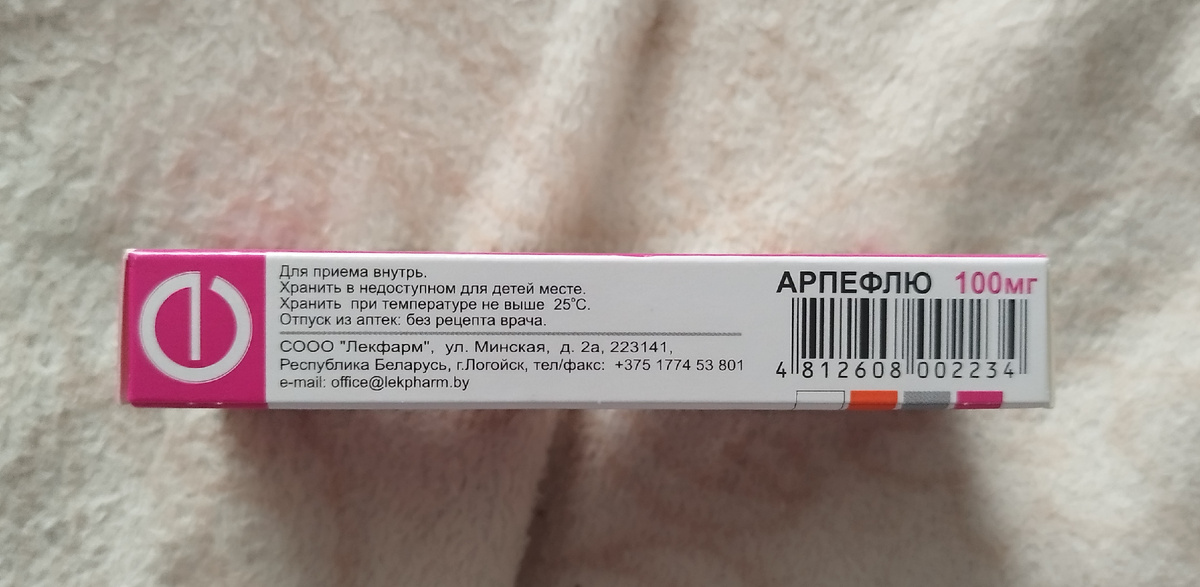 Для приема внутрь.
Хранить в недоступном для детей месте.
Хранить при температуре не выше 25°С.
Отпуск из аптек: без рецепта врача.
СООО "Лекфарм", ул. Минская, д. 2а, 223141,
Республика Беларусь, г.Логойск, тел/факс: +375 1774 53 801
e-mail: office@lekpharm.by
АРПЕФЛЮ 100мг
4 812608 002234